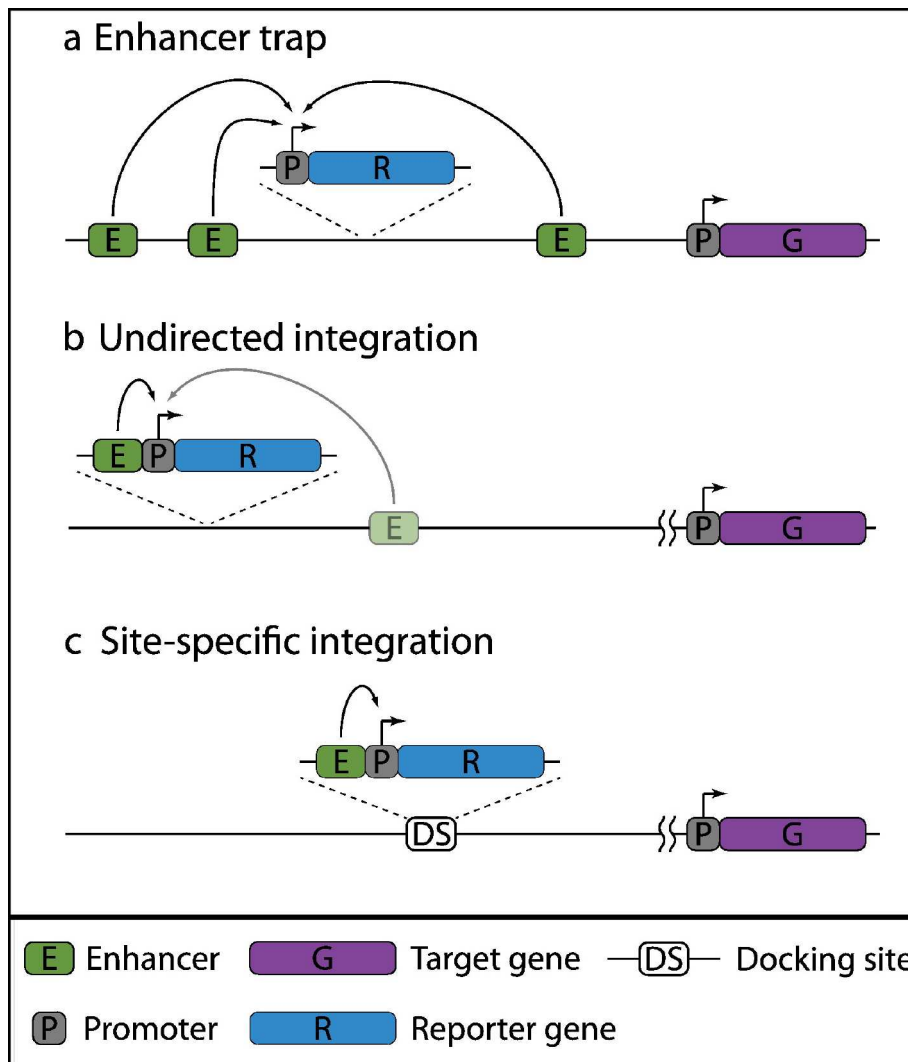 a Enhancer trap
P R
E E E P G
b Undirected integration
E P R
E P G
c Site-specific integration
E P R
DS P G
E Enhancer G Target gene DS Docking site
P Promoter R Reporter gene